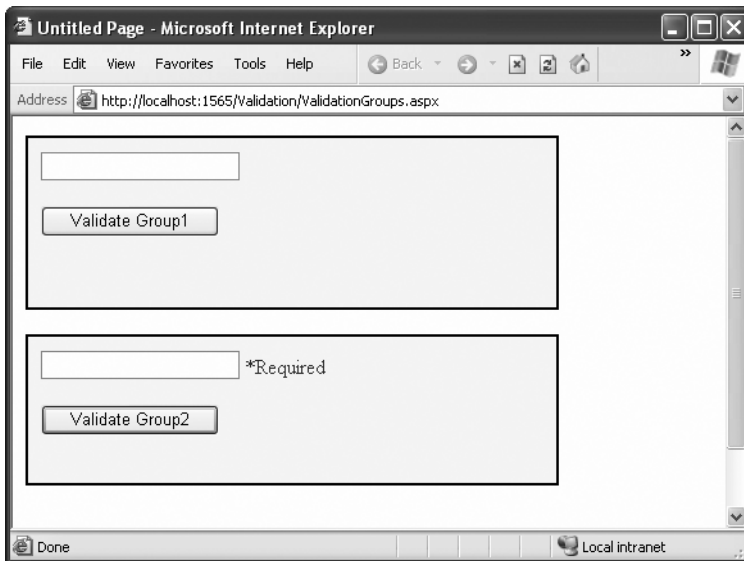 Untitled Page - Microsoft Internet Explorer
File Edit View Favorites Tools Help Back »
Address http://localhost:1565/Validation/ValidationGroups.aspx
Validate Group1
*Required
Validate Group2
Done Local intranet